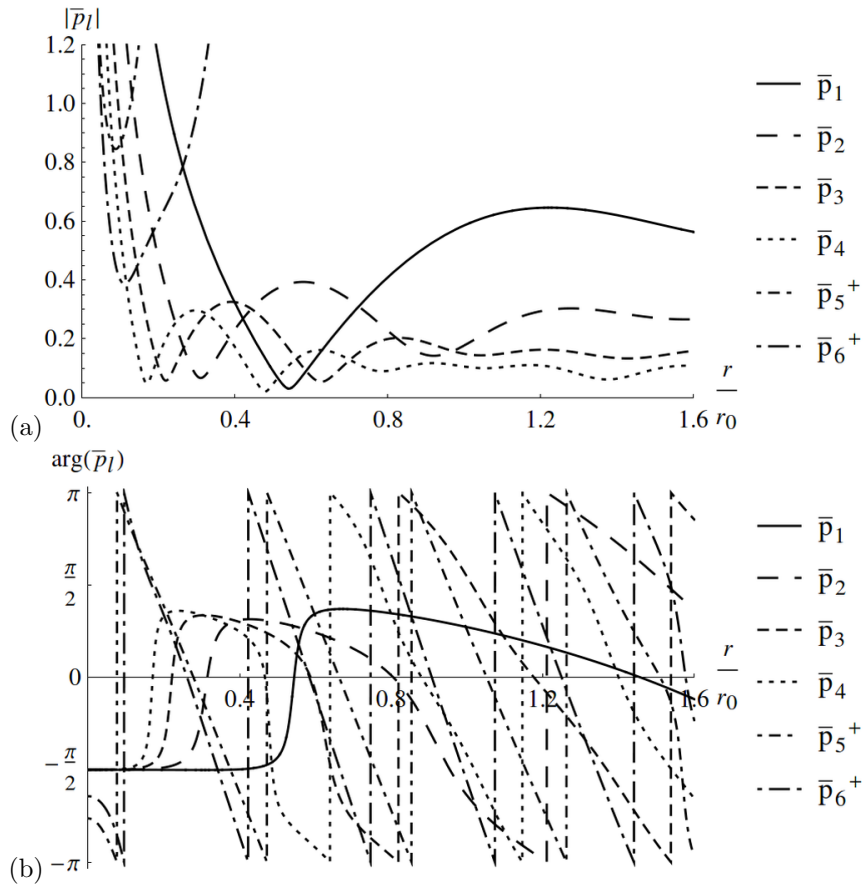 |p̅_l|
1.2
1.0
0.8
0.6
0.4
0.2
0.0
0. 0.4 0.8 1.2 1.6
r/r₀
(a)
p̅₁
p̅₂
p̅₃
p̅₄
p̅₅⁺
p̅₆⁺
arg(p̅_l)
π
π/2
0
-π/2
-π
0.4 0.8 1.2 1.6
r/r₀
(b)
p̅₁
p̅₂
p̅₃
p̅₄
p̅₅⁺
p̅₆⁺